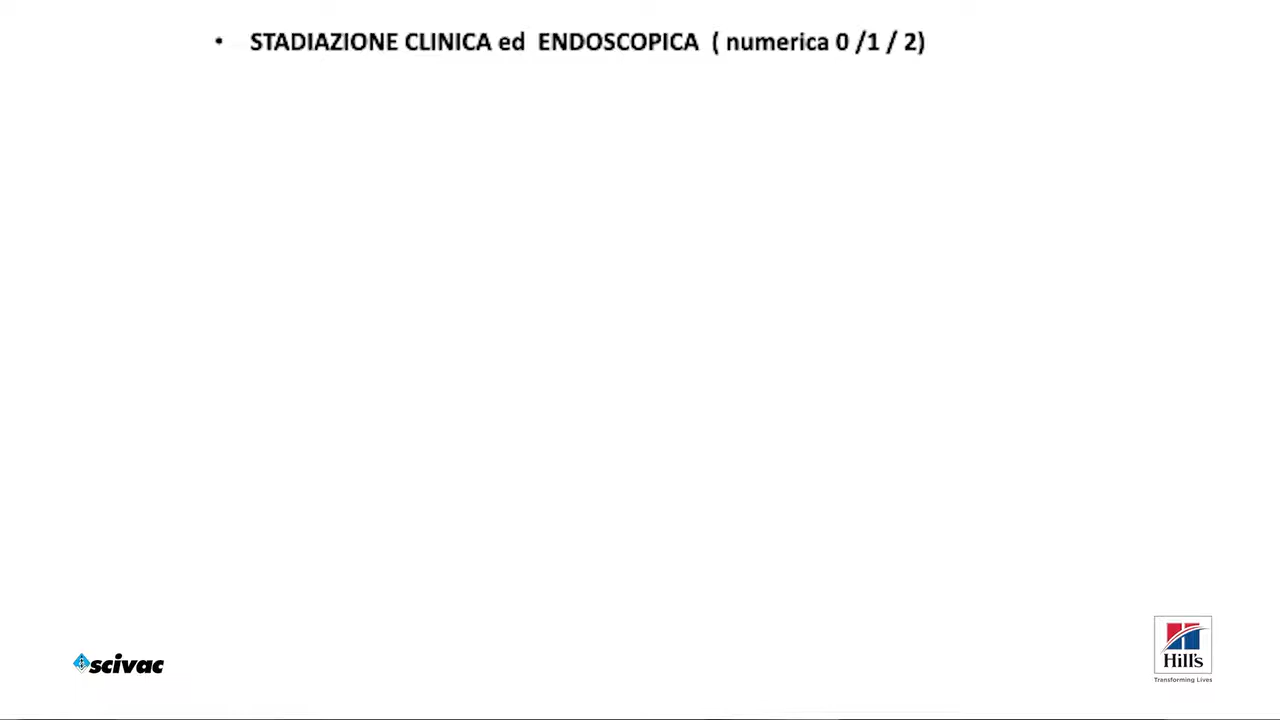 • STADIAZIONE CLINICA ed ENDOSCOPICA ( numerica 0 /1 / 2)
scivac
Hill's
Transforming Lives